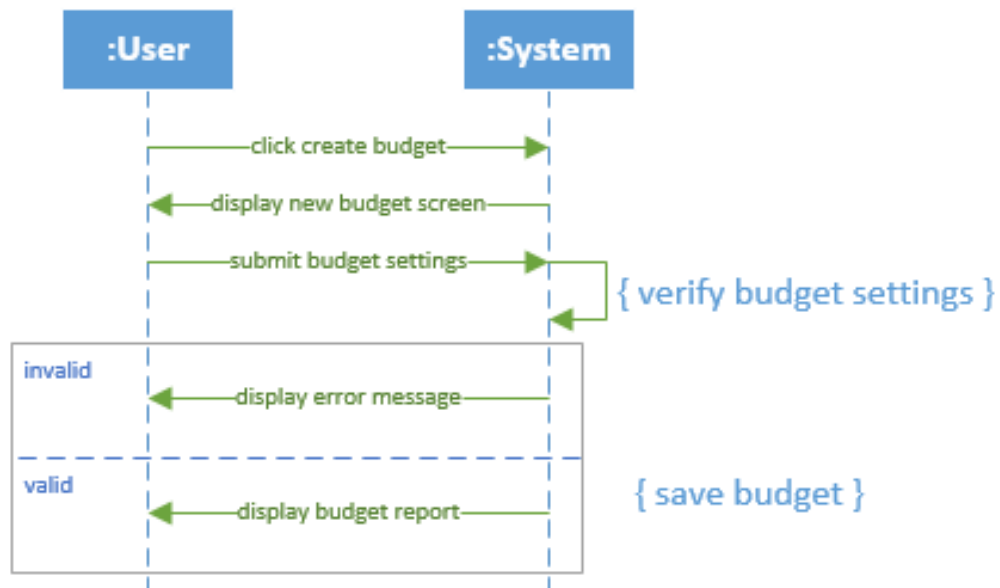 :User
:System
click create budget
display new budget screen
submit budget settings
{ verify budget settings }
invalid
display error message
valid
{ save budget }
display budget report